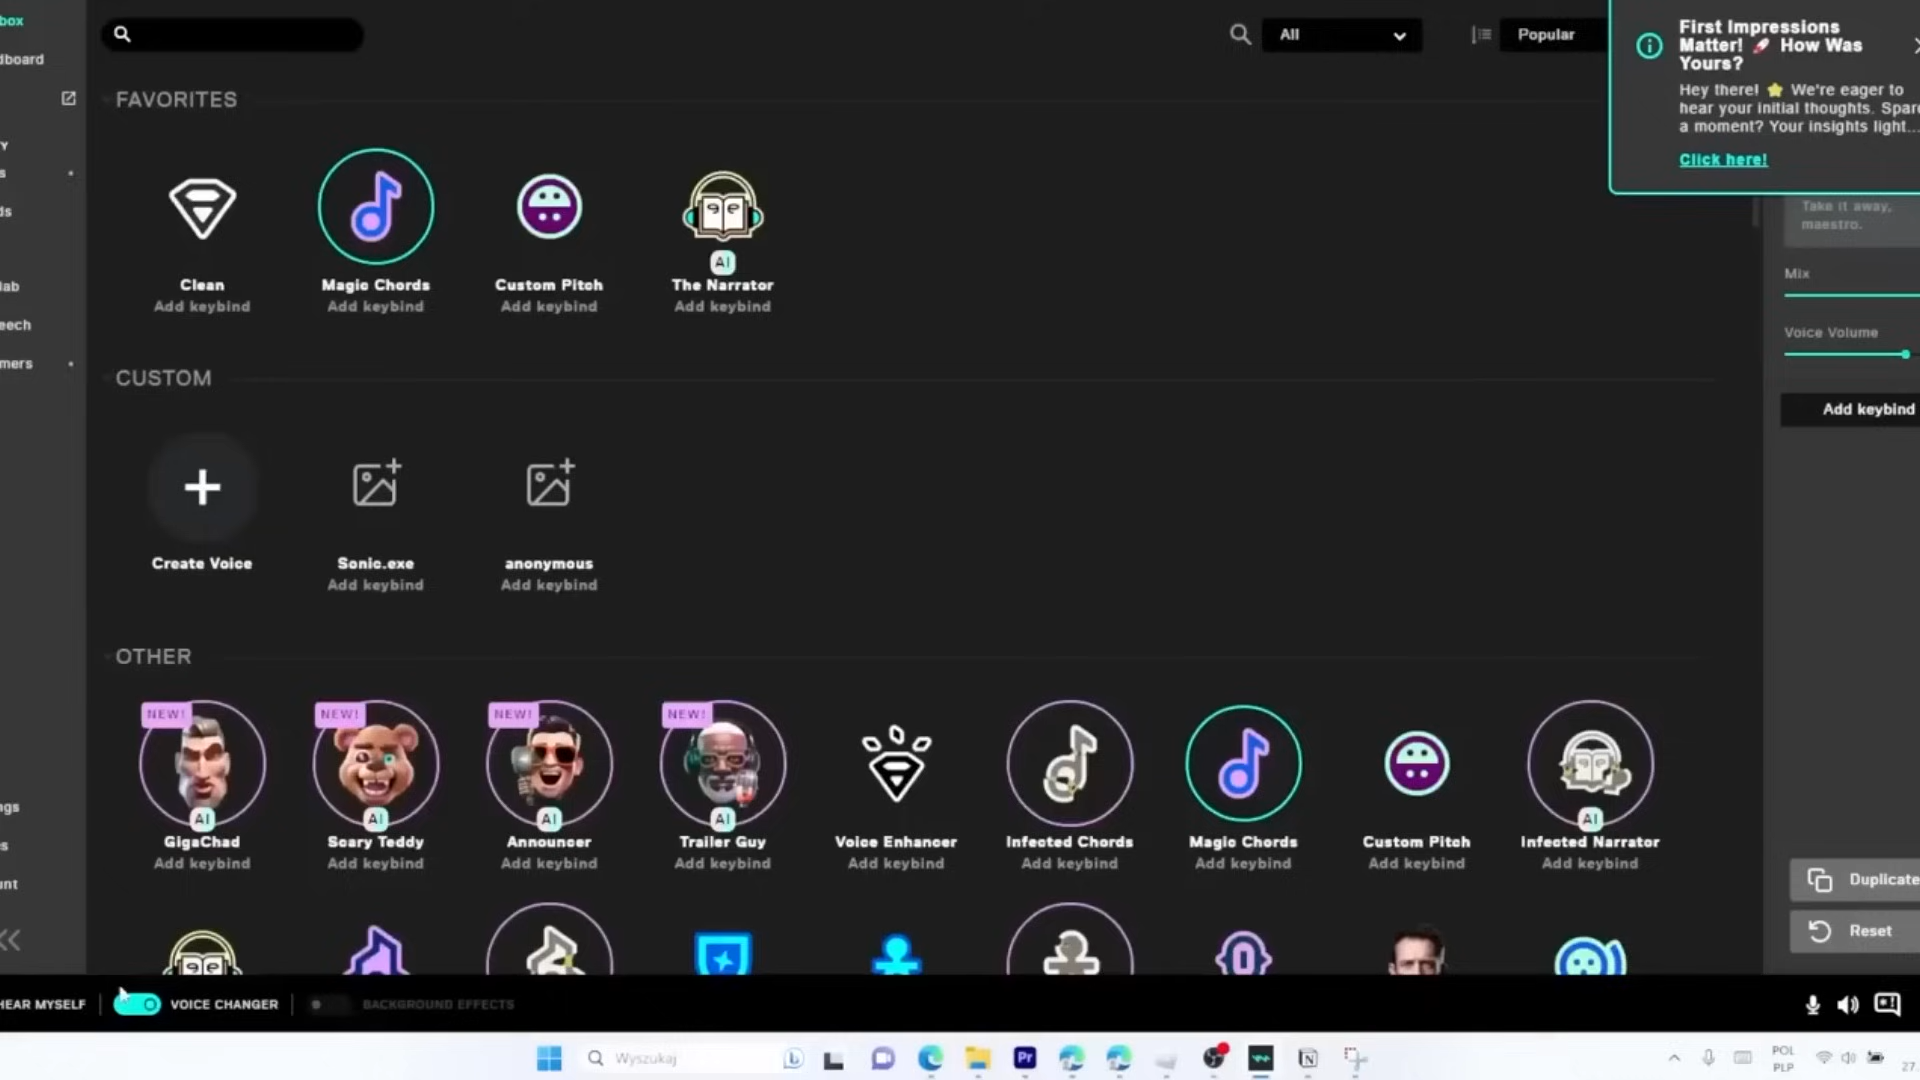 box
dboard
Y
s
ds
lab
eech
mers
ngs
s
unt
All
Popular
First Impressions
Matter! 🚀 How Was
Yours?
Hey there! ⭐ We're eager to
hear your initial thoughts. Spare
a moment? Your insights light...
Click here!
FAVORITES
Clean
Add keybind
Magic Chords
Add keybind
Custom Pitch
Add keybind
AI
The Narrator
Add keybind
Take it away,
maestro.
Mix
Voice Volume
Add keybind
CUSTOM
Create Voice
Sonic.exe
Add keybind
anonymous
Add keybind
OTHER
NEW!
AI
GigaChad
Add keybind
NEW!
AI
Scary Teddy
Add keybind
NEW!
AI
Announcer
Add keybind
NEW!
AI
Trailer Guy
Add keybind
Voice Enhancer
Add keybind
Infected Chords
Add keybind
Magic Chords
Add keybind
Custom Pitch
Add keybind
AI
Infected Narrator
Add keybind
Duplicate
Reset
HEAR MYSELF
VOICE CHANGER
BACKGROUND EFFECTS
Wyszukaj
b
Pr
N
POL
PLP
27.